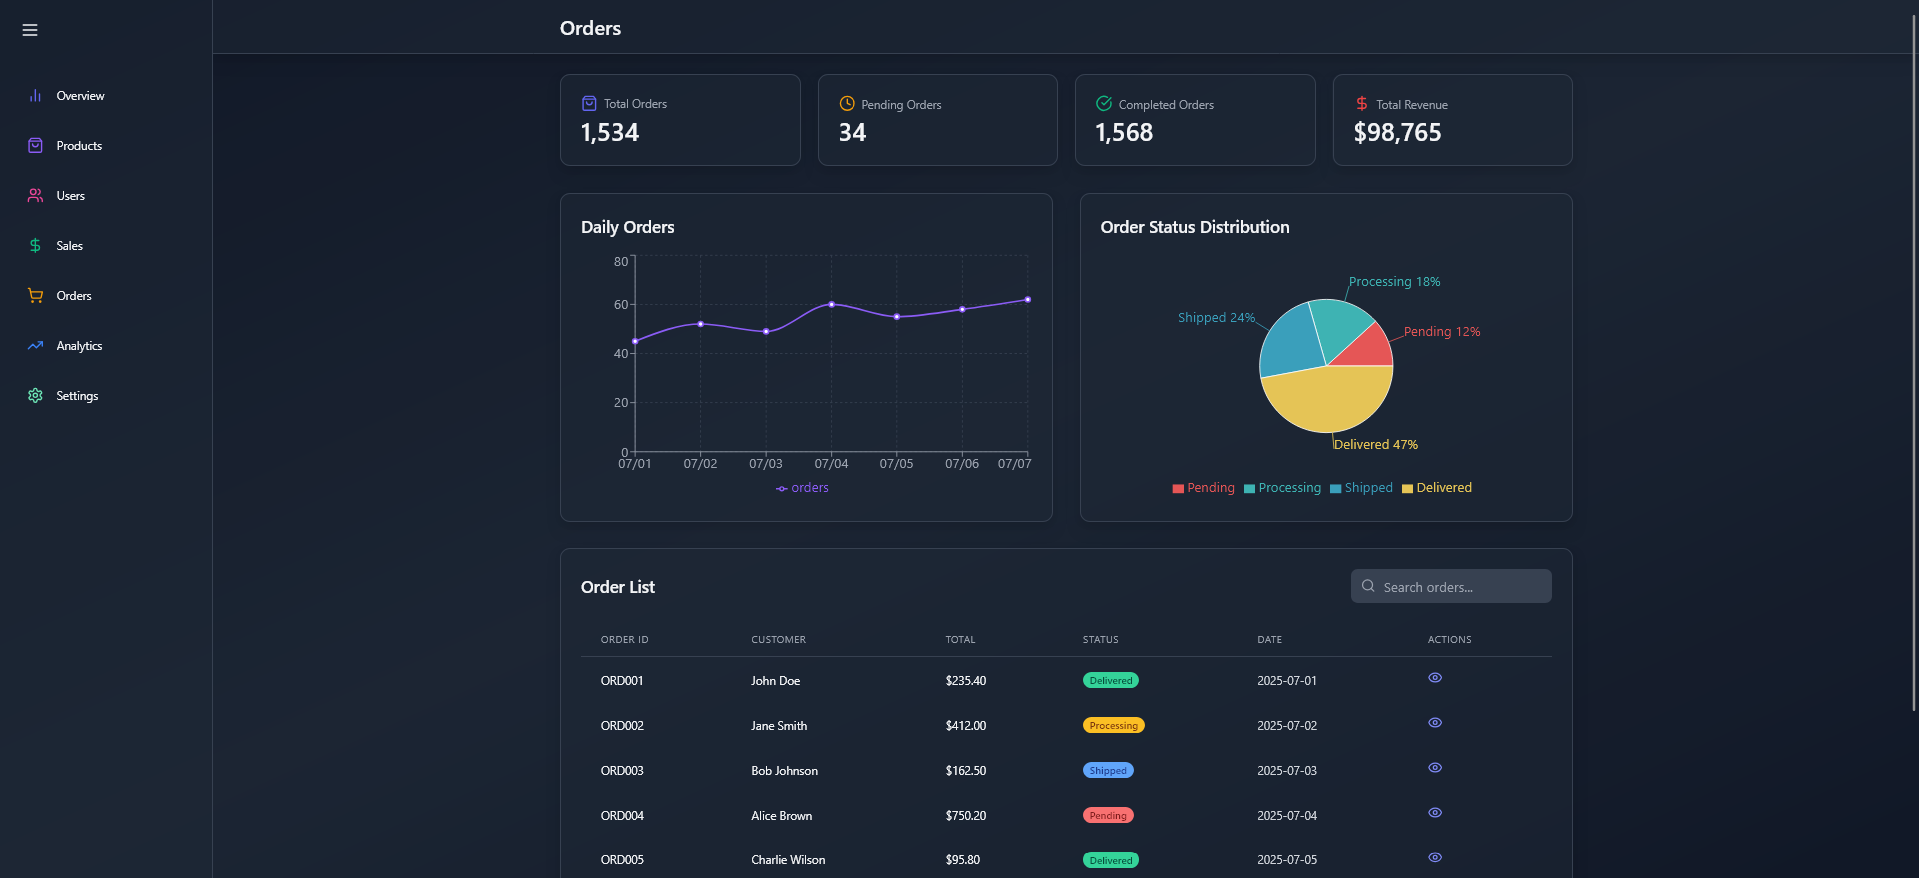 Orders
Overview
Products
Users
Sales
Orders
Analytics
Settings
Total Orders
1,534
Pending Orders
34
Completed Orders
1,568
Total Revenue
$98,765
Daily Orders
80
60
40
20
0
07/01 07/02 07/03 07/04 07/05 07/06 07/07
orders
Order Status Distribution
Processing 18%
Shipped 24%
Pending 12%
Delivered 47%
Pending Processing Shipped Delivered
Order List
Search orders...
ORDER ID CUSTOMER TOTAL STATUS DATE ACTIONS
ORD001 John Doe $235.40 Delivered 2025-07-01
ORD002 Jane Smith $412.00 Processing 2025-07-02
ORD003 Bob Johnson $162.50 Shipped 2025-07-03
ORD004 Alice Brown $750.20 Pending 2025-07-04
ORD005 Charlie Wilson $95.80 Delivered 2025-07-05